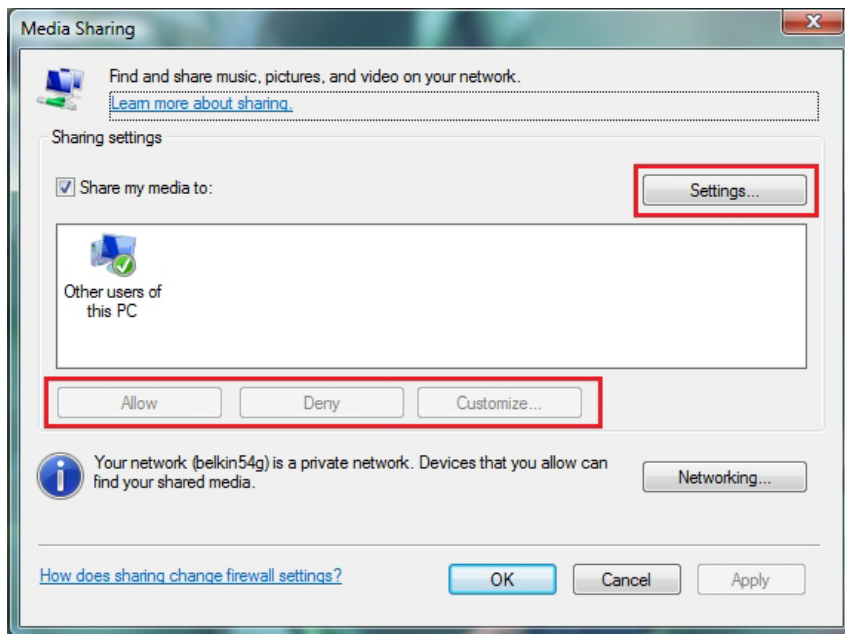 Media Sharing
Find and share music, pictures, and video on your network.
Learn more about sharing.
Sharing settings
Share my media to:
Settings...
Other users of
this PC
Allow
Deny
Customize...
Your network (belkin54g) is a private network. Devices that you allow can
find your shared media.
Networking...
How does sharing change firewall settings?
OK
Cancel
Apply